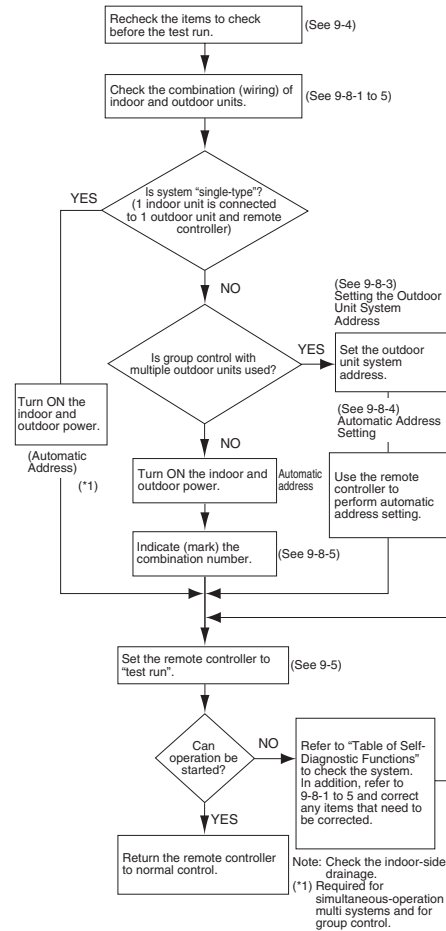 Recheck the items to check
before the test run.
(See 9-4)
Check the combination (wiring) of
indoor and outdoor units.
(See 9-8-1 to 5)
YES
Is system “single-type”?
(1 indoor unit is connected
to 1 outdoor unit and remote
controller)
NO
(See 9-8-3)
Setting the Outdoor
Unit System
Address
Is group control with
multiple outdoor units used?
YES
Set the outdoor
unit system
address.
Turn ON the
indoor and
outdoor power.
(Automatic
Address)
(*1)
NO
(See 9-8-4)
Automatic Address
Setting
Turn ON the indoor and
outdoor power.
Automatic
address
Use the remote
controller to
perform automatic
address setting.
Indicate (mark) the
combination number.
(See 9-8-5)
Set the remote controller to
“test run”.
(See 9-5)
Can
operation be
started?
NO
Refer to “Table of Self-
Diagnostic Functions”
to check the system.
In addition, refer to
9-8-1 to 5 and correct
any items that need to
be corrected.
YES
Return the remote controller
to normal control.
Note: Check the indoor-side
drainage.
(*1) Required for
simultaneous-operation
multi systems and for
group control.